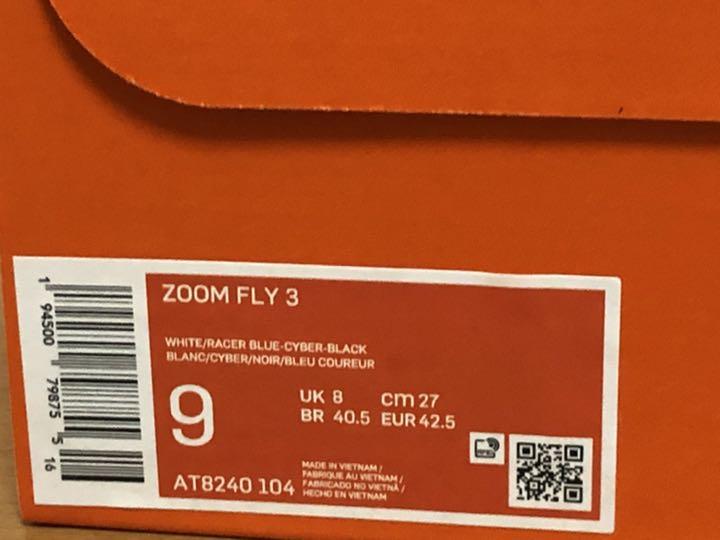 ZOOM FLY 3
WHITE/RACER BLUE-CYBER-BLACK
BLANC/CYBER/NOIR/BLEU COUREUR
9
UK 8 cm 27
BR 40.5 EUR 42.5
AT8240 104
MADE IN VIETNAM /
FABRIQUE AU VIETNAM /
FABRICADO NO VIETNÃ /
HECHO EN VIETNAM
1 94500 79875 5 16